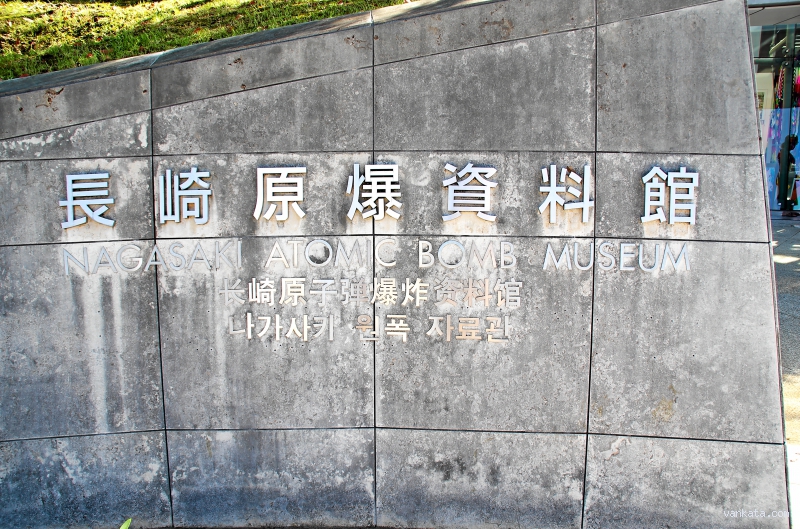 長崎原爆資料館
NAGASAKI ATOMIC BOMB MUSEUM
长崎原子弹爆炸资料馆
나가사키 원폭 자료관
vankata.com